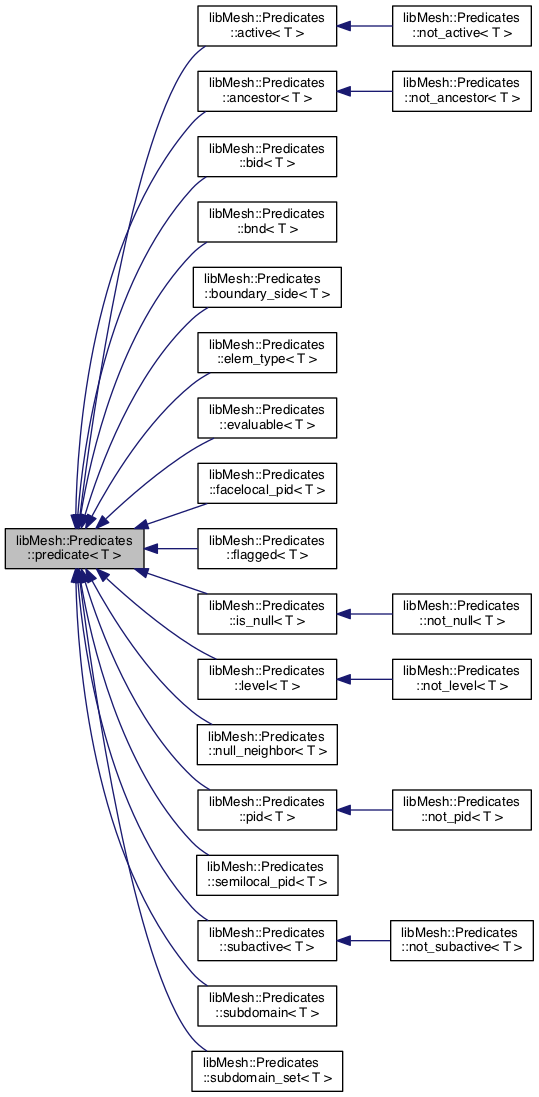 libMesh::Predicates
::active< T >
libMesh::Predicates
::not_active< T >
libMesh::Predicates
::ancestor< T >
libMesh::Predicates
::not_ancestor< T >
libMesh::Predicates
::bid< T >
libMesh::Predicates
::bnd< T >
libMesh::Predicates
::boundary_side< T >
libMesh::Predicates
::elem_type< T >
libMesh::Predicates
::evaluable< T >
libMesh::Predicates
::facelocal_pid< T >
libMesh::Predicates
::predicate< T >
libMesh::Predicates
::flagged< T >
libMesh::Predicates
::is_null< T >
libMesh::Predicates
::not_null< T >
libMesh::Predicates
::level< T >
libMesh::Predicates
::not_level< T >
libMesh::Predicates
::null_neighbor< T >
libMesh::Predicates
::pid< T >
libMesh::Predicates
::not_pid< T >
libMesh::Predicates
::semilocal_pid< T >
libMesh::Predicates
::subactive< T >
libMesh::Predicates
::not_subactive< T >
libMesh::Predicates
::subdomain< T >
libMesh::Predicates
::subdomain_set< T >